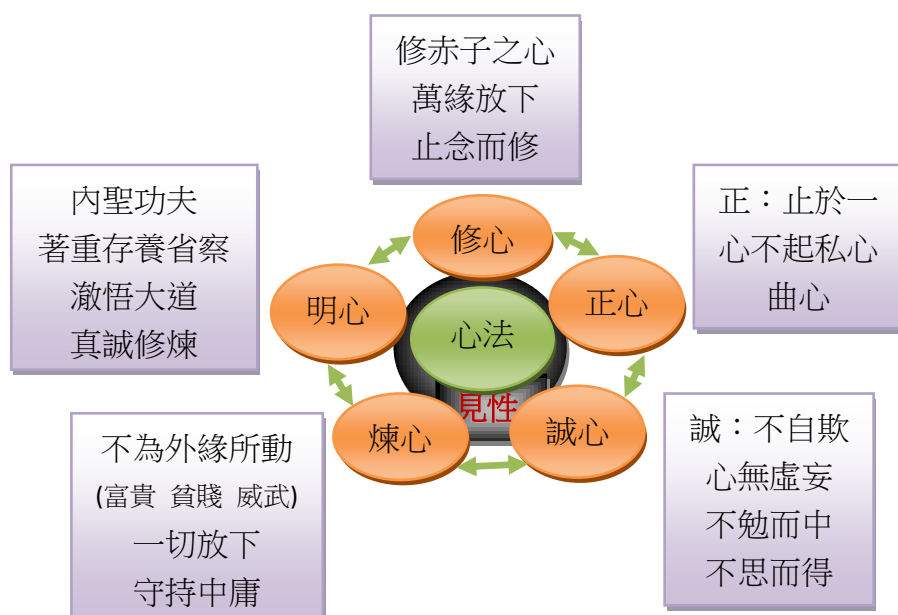 修赤子之心
萬緣放下
止念而修
內聖功夫
著重存養省察
澈悟大道
真誠修煉
正：止於一
心不起私心
曲心
修心
明心
正心
心法
見性
煉心
誠心
不為外緣所動
(富貴 貧賤 威武)
一切放下
守持中庸
誠：不自欺
心無虛妄
不勉而中
不思而得